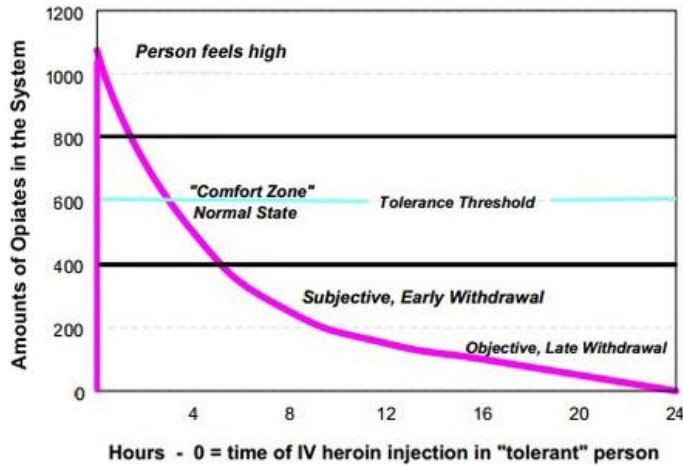 Amounts of Opiates in the System
1200
1000
800
600
400
200
0
Person feels high
"Comfort Zone"
Normal State
Tolerance Threshold
Subjective, Early Withdrawal
Objective, Late Withdrawal
4 8 12 16 20 24
Hours - 0 = time of IV heroin injection in "tolerant" person